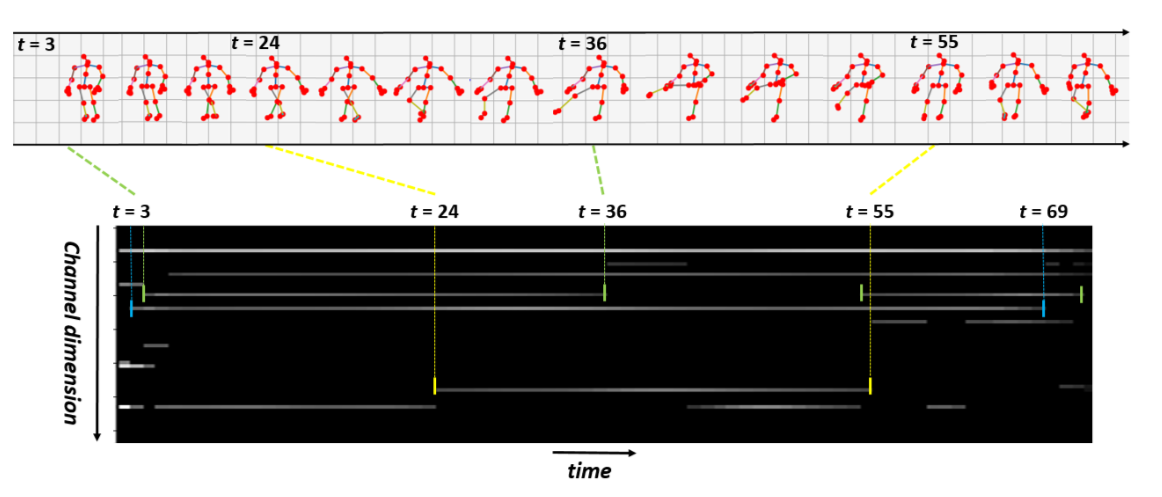 t = 3 t = 24 t = 36 t = 55
t = 3 t = 24 t = 36 t = 55 t = 69
Channel dimension
time